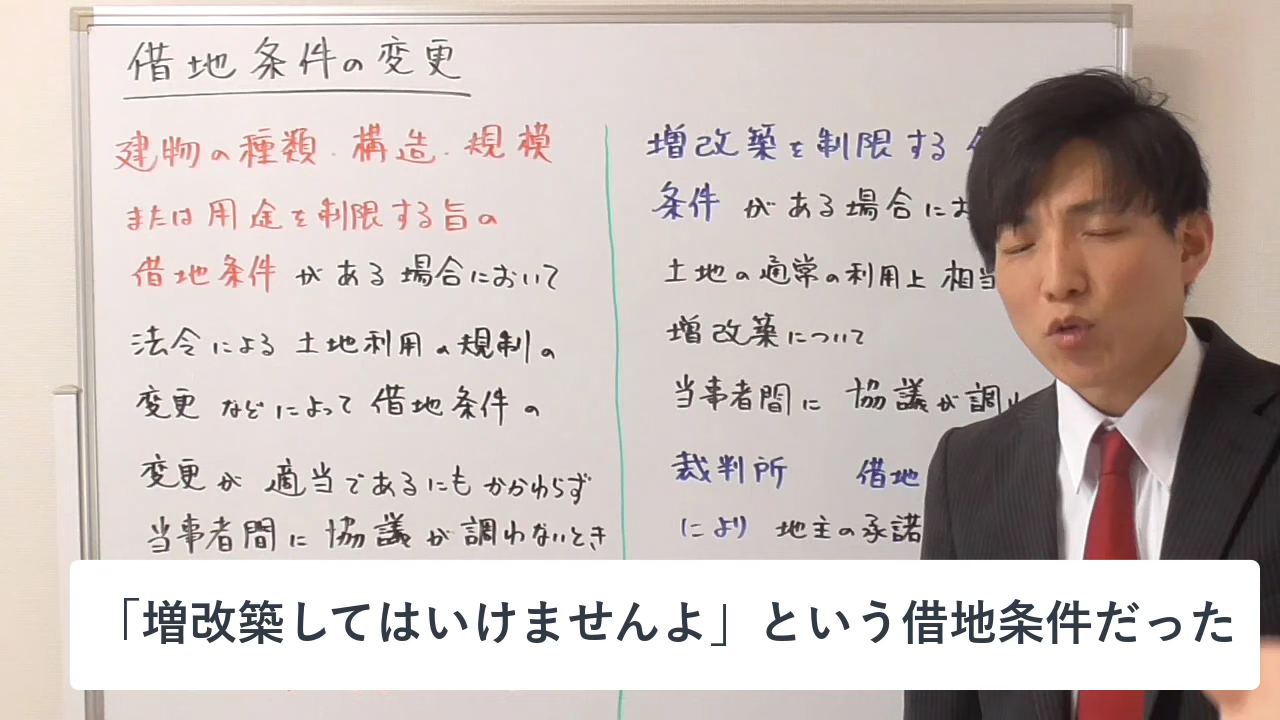 借地条件の変更
建物の種類・構造・規模
または用途を制限する旨の
借地条件がある場合において
法令による土地利用の規制の
変更などによって借地条件の
変更が適当であるにもかかわらず
当事者間に協議が調わないとき
増改築を制限する
条件がある場合にお
土地の通常の利用上相当
増改築について
当事者間に協議が調わ
裁判所 借地
により地主の承諾
「増改築してはいけませんよ」という借地条件だった